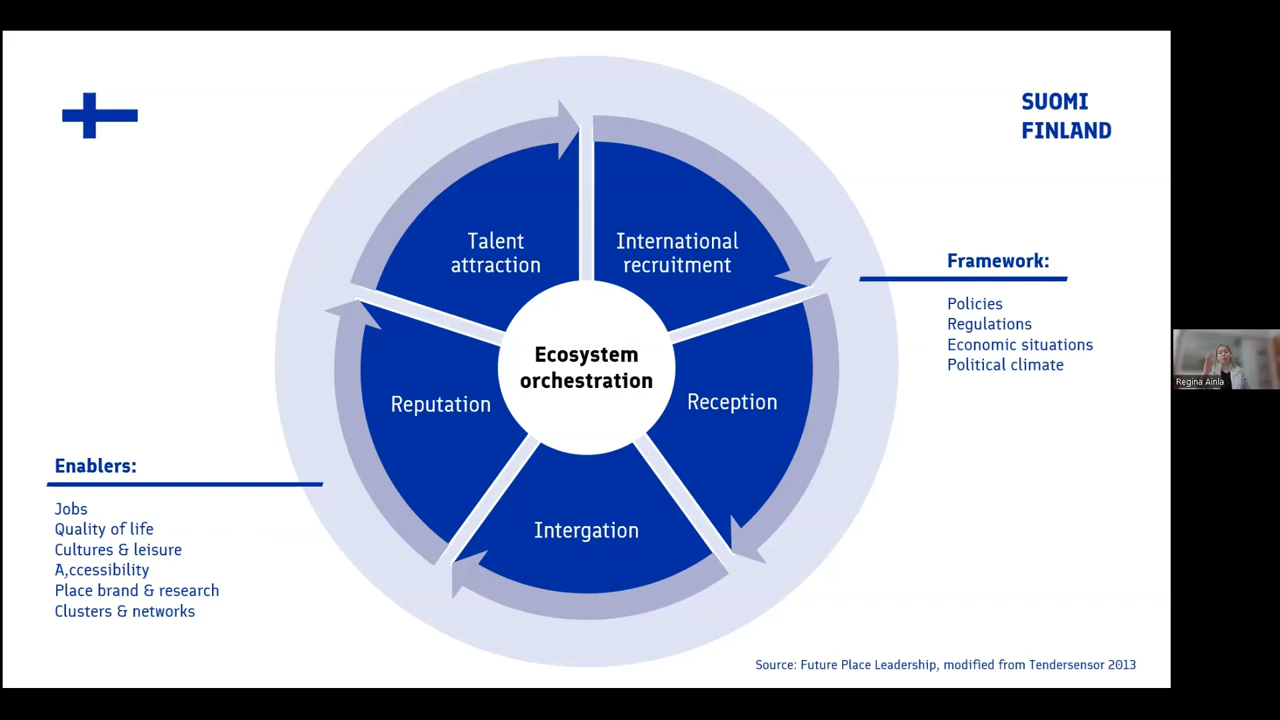 SUOMI
FINLAND
Talent
attraction
International
recruitment
Framework:
Policies
Regulations
Economic situations
Political climate
Ecosystem
orchestration
Reputation
Reception
Regina Ainla
Enablers:
Jobs
Quality of life
Cultures & leisure
A,ccessibility
Place brand & research
Clusters & networks
Intergation
Source: Future Place Leadership, modified from Tendersensor 2013